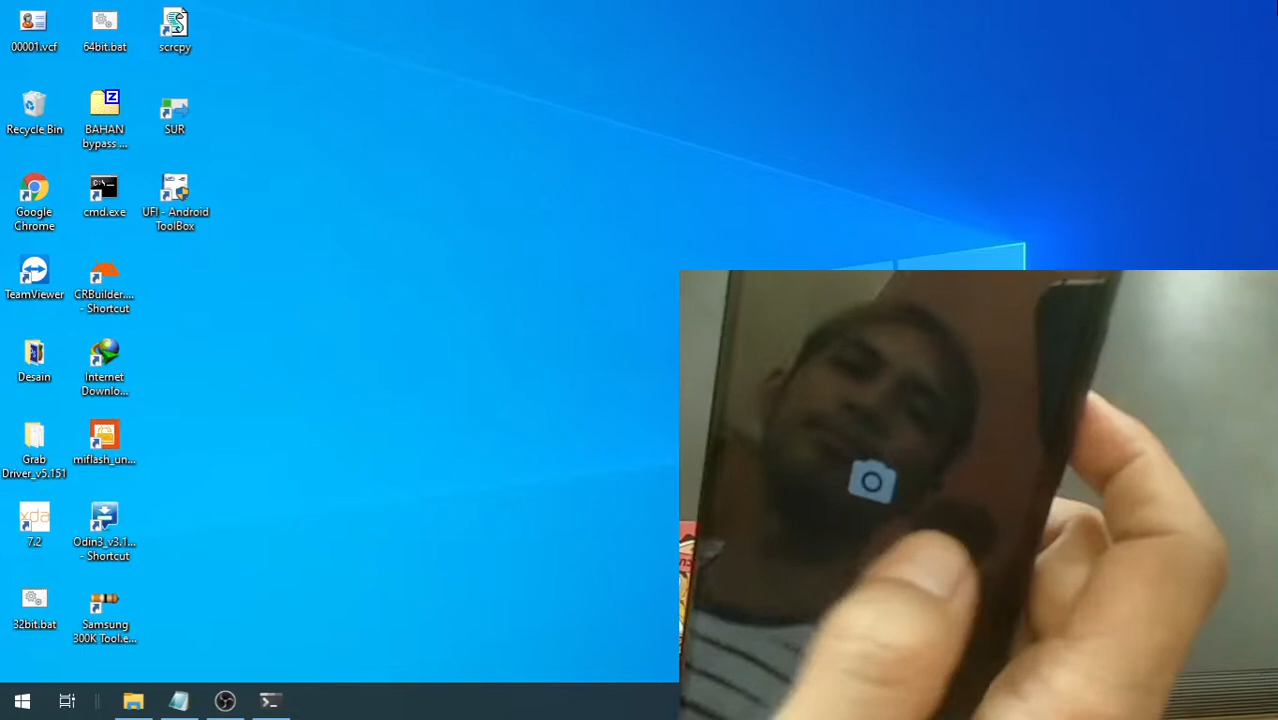 00001.vcf
64bit.bat
scrcpy
Recycle Bin
BAHAN
bypass ...
SUR
Google
Chrome
cmd.exe
UFI - Android
ToolBox
TeamViewer
CRBuilder....
- Shortcut
Desain
Internet
Downlo...
Grab
Driver_v5.151
miflash_un...
xda
7.2
Odin3_v3.1...
- Shortcut
32bit.bat
Samsung
300K Tool.e...